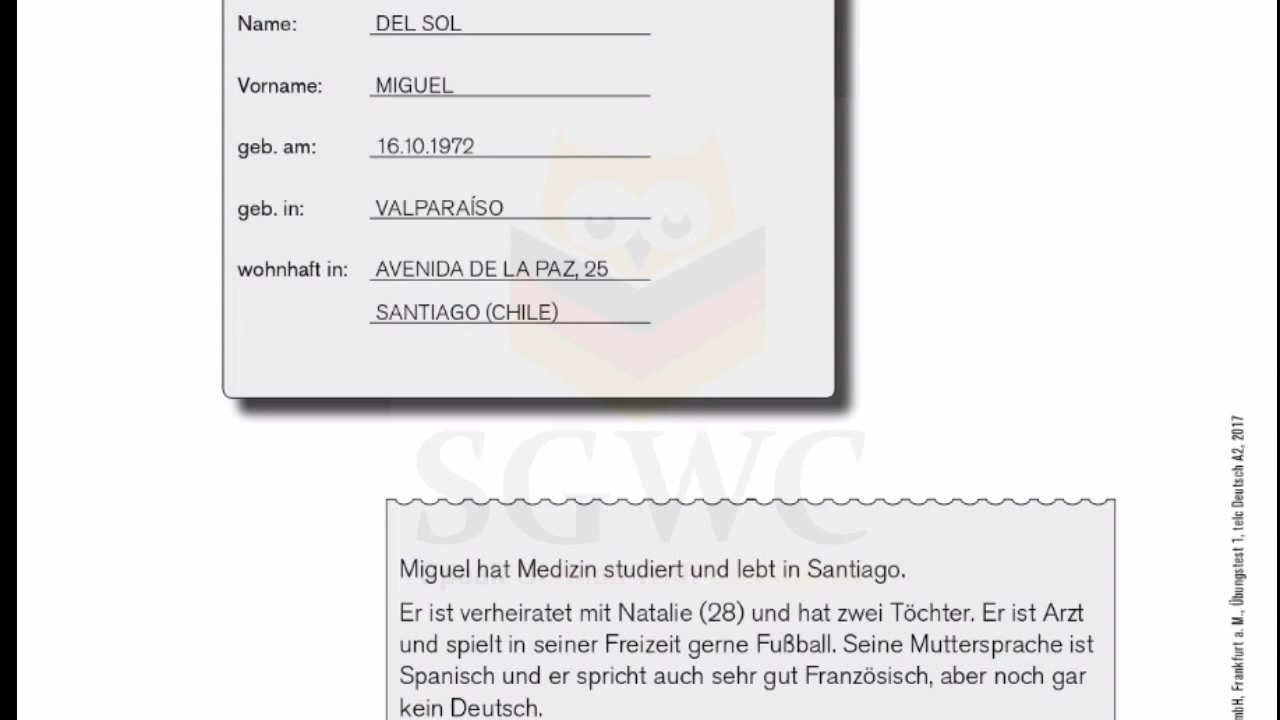 Name: DEL SOL
Vorname: MIGUEL
geb. am: 16.10.1972
geb. in: VALPARAÍSO
wohnhaft in: AVENIDA DE LA PAZ, 25
SANTIAGO (CHILE)
SGWC
Miguel hat Medizin studiert und lebt in Santiago.
Er ist verheiratet mit Natalie (28) und hat zwei Töchter. Er ist Arzt
und spielt in seiner Freizeit gerne Fußball. Seine Muttersprache ist
Spanisch und er spricht auch sehr gut Französisch, aber noch gar
kein Deutsch.
Frankfurt a. M., Übungstest 1, telc Deutsch A2, 2017